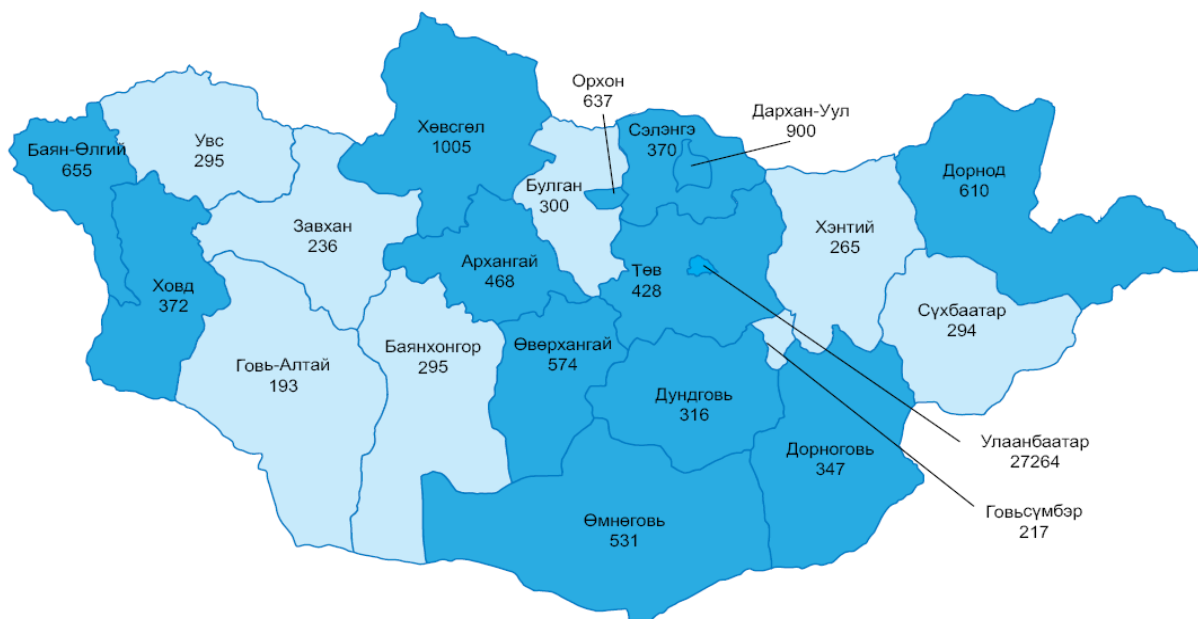 Орхон
637
Дархан-Уул
900
Сэлэнгэ
370
Хөвсгөл
1005
Увс
295
Баян-Өлгий
655
Булган
300
Дорнод
610
Завхан
236
Хэнтий
265
Архангай
468
Төв
428
Ховд
372
Сүхбаатар
294
Өвөрхангай
574
Баянхонгор
295
Говь-Алтай
193
Дундговь
316
Дорноговь
347
Улаанбаатар
27264
Говьсүмбэр
217
Өмнөговь
531